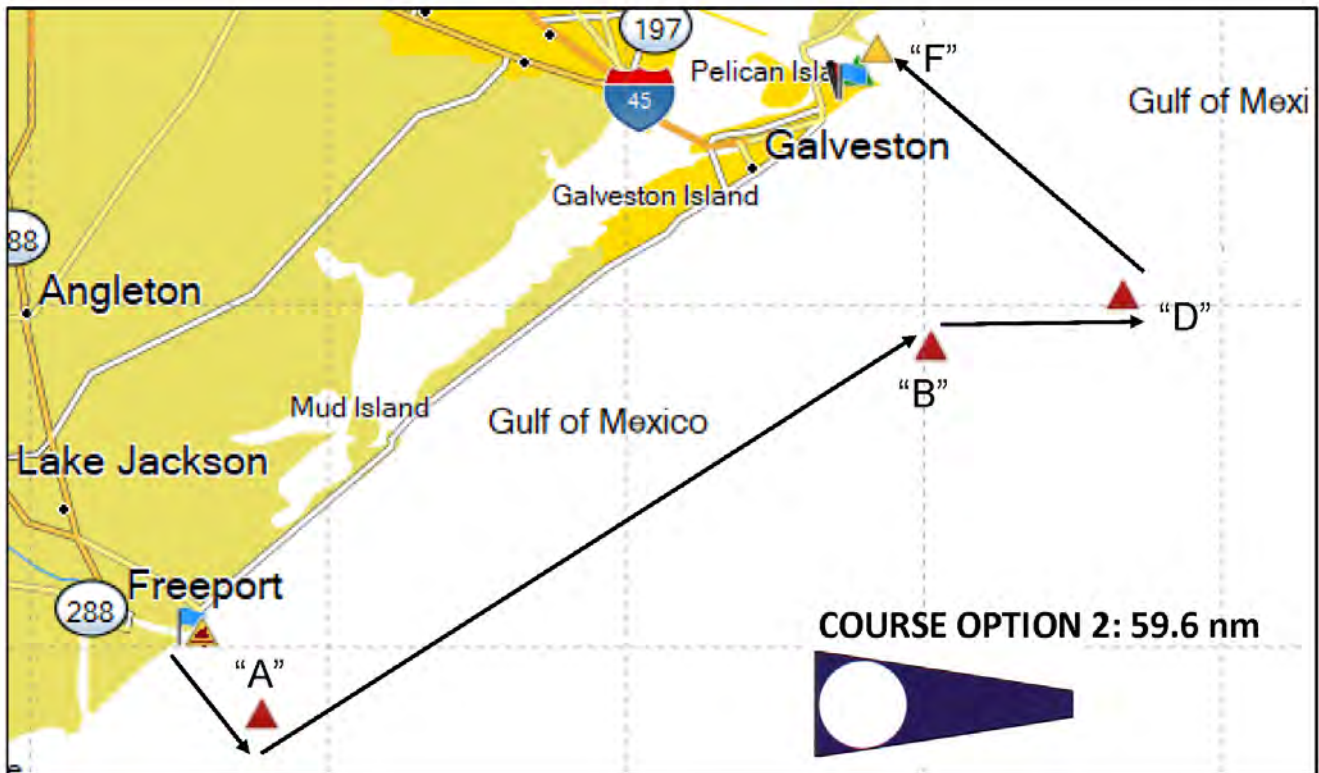 197
"F"
Pelican Isla
Gulf of Mexi
45
Galveston
Galveston Island
88
Angleton
"D"
"B"
Mud Island
Gulf of Mexico
Lake Jackson
Freeport
288
COURSE OPTION 2: 59.6 nm
"A"
e